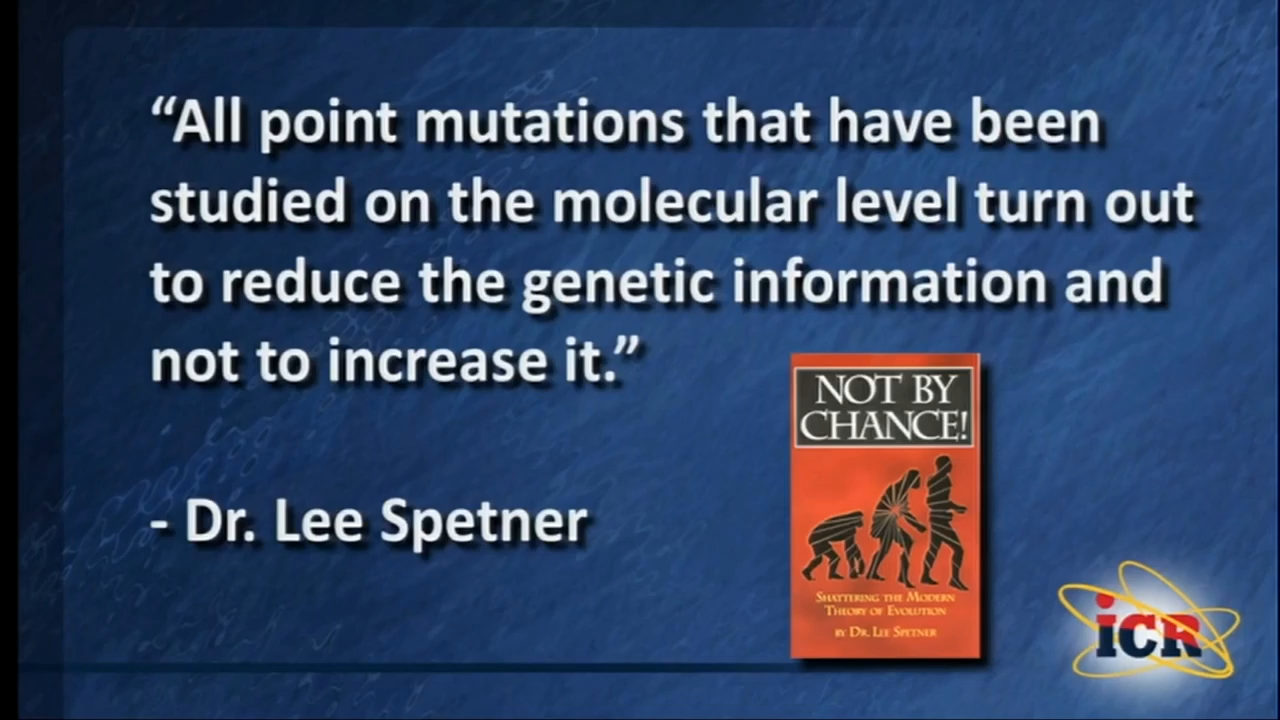 “All point mutations that have been
studied on the molecular level turn out
to reduce the genetic information and
not to increase it.”
- Dr. Lee Spetner
NOT BY
CHANCE!
SHATTERING THE MODERN
THEORY OF EVOLUTION
BY DR. LEE SPETNER
iCR